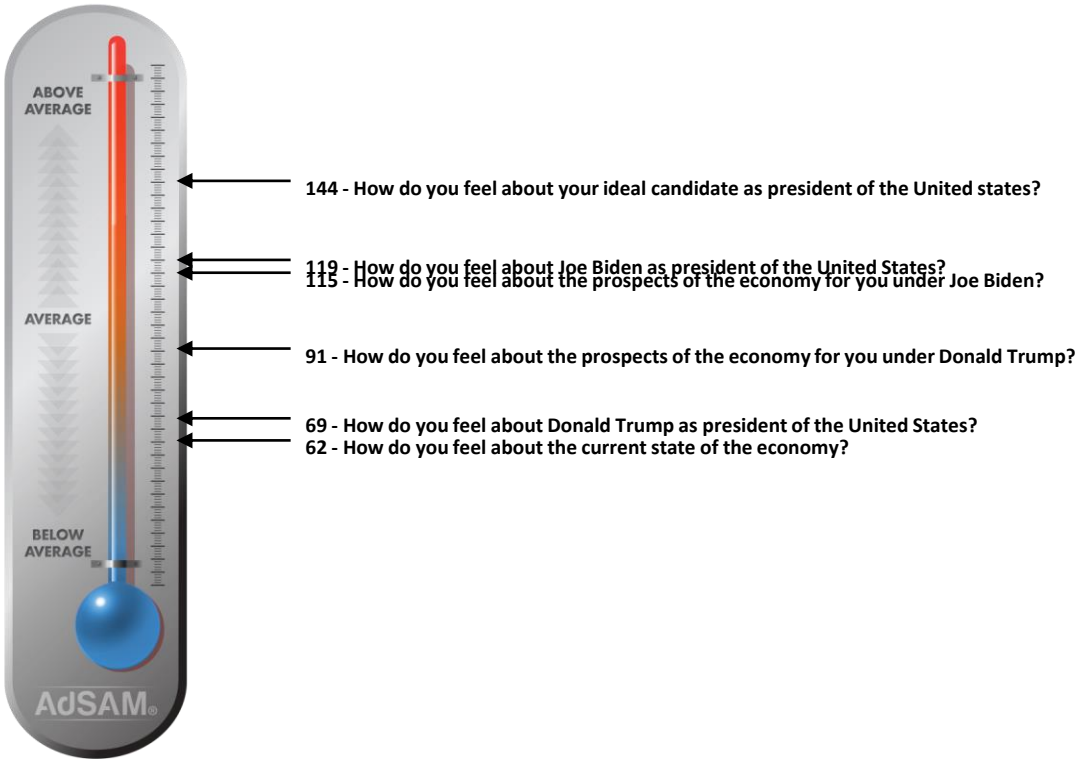 ABOVE
AVERAGE
144 - How do you feel about your ideal candidate as president of the United states?
119 - How do you feel about Joe Biden as president of the United States?
115 - How do you feel about the prospects of the economy for you under Joe Biden?
AVERAGE
91 - How do you feel about the prospects of the economy for you under Donald Trump?
69 - How do you feel about Donald Trump as president of the United States?
62 - How do you feel about the current state of the economy?
BELOW
AVERAGE
AdSAM®